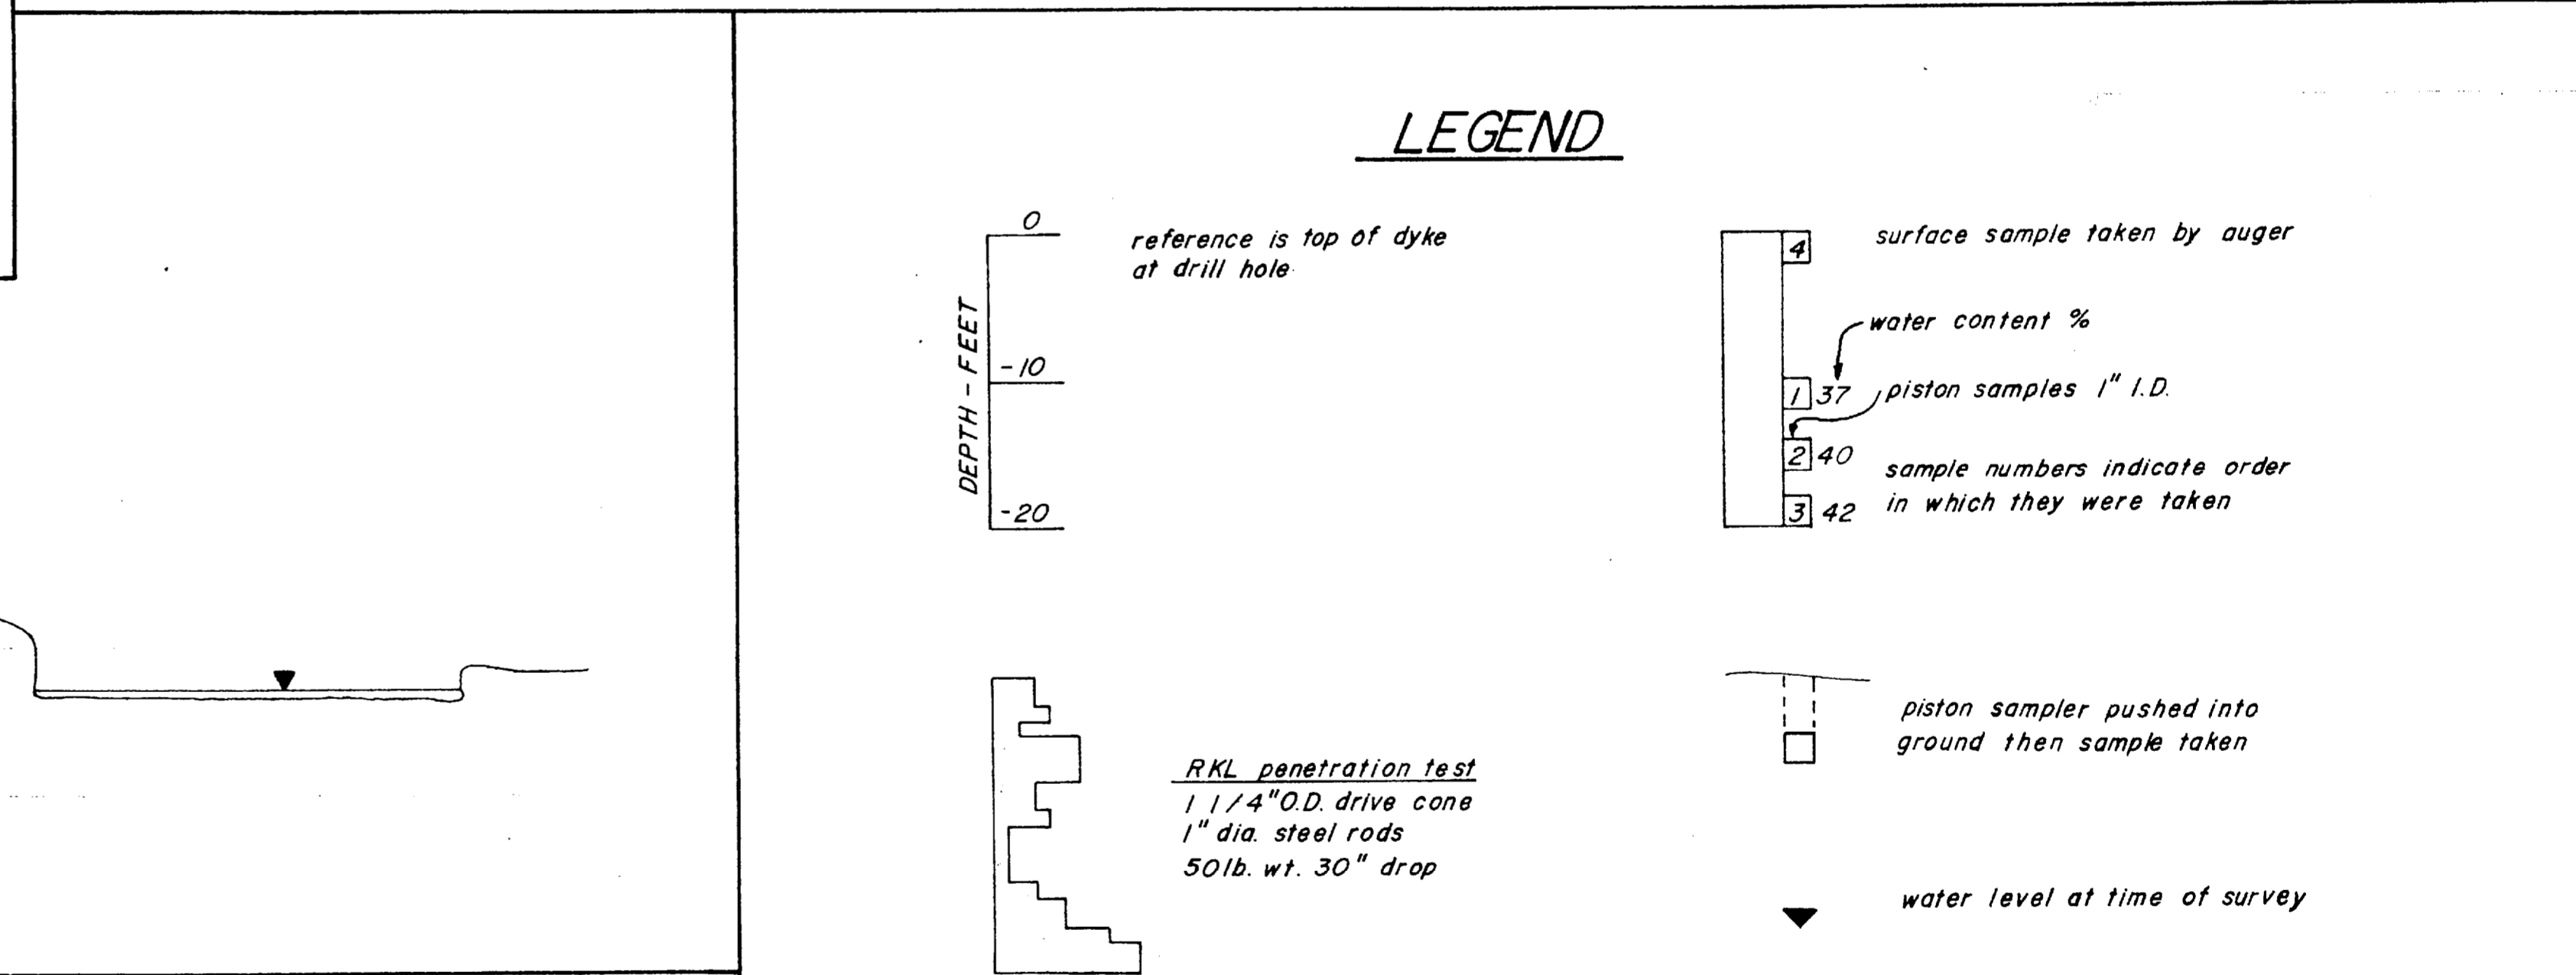 LEGEND
0
reference is top of dyke
at drill hole
DEPTH - FEET
-10
-20
4
surface sample taken by auger
water content %
1 37
piston samples 1" I.D.
2 40
sample numbers indicate order
in which they were taken
3 42
RKL penetration test
1 1/4" O.D. drive cone
1" dia. steel rods
50lb. wt. 30" drop
piston sampler pushed into
ground then sample taken
water level at time of survey